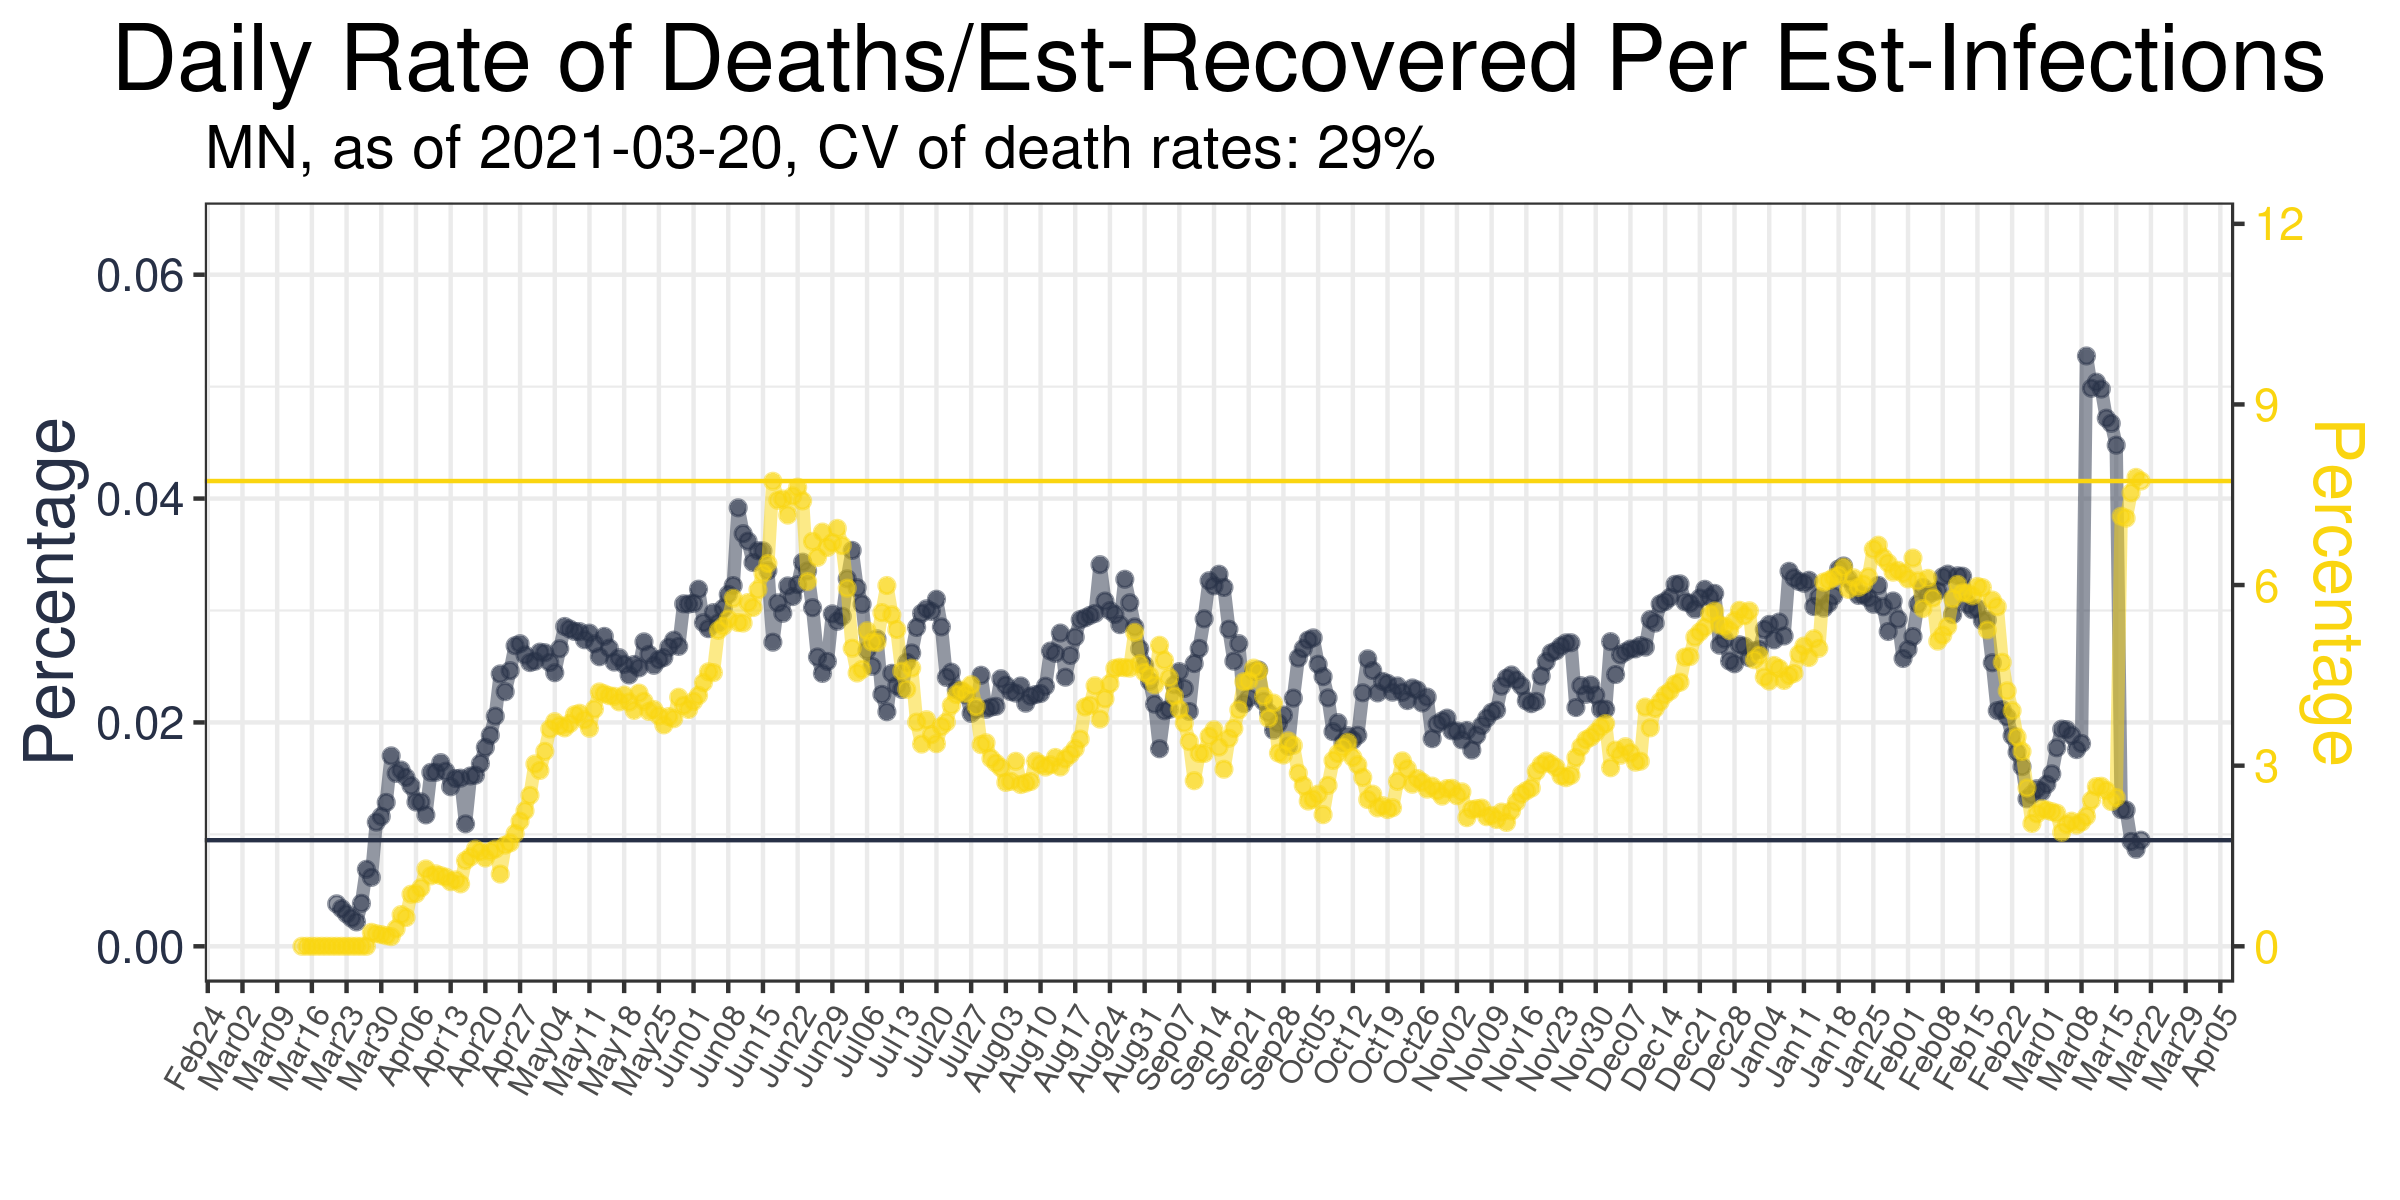 Daily Rate of Deaths/Est-Recovered Per Est-Infections
MN, as of 2021-03-20, CV of death rates: 29%
Percentage
0.06
0.04
0.02
0.00
12
9
6
3
0
Percentage
Feb24
Mar02
Mar09
Mar16
Mar23
Mar30
Apr06
Apr13
Apr20
Apr27
May04
May11
May18
May25
Jun01
Jun08
Jun15
Jun22
Jun29
Jul06
Jul13
Jul20
Jul27
Aug03
Aug10
Aug17
Aug24
Aug31
Sep07
Sep14
Sep21
Sep28
Oct05
Oct12
Oct19
Oct26
Nov02
Nov09
Nov16
Nov23
Nov30
Dec07
Dec14
Dec21
Dec28
Jan04
Jan11
Jan18
Jan25
Feb01
Feb08
Feb15
Feb22
Mar01
Mar08
Mar15
Mar22
Mar29
Apr05